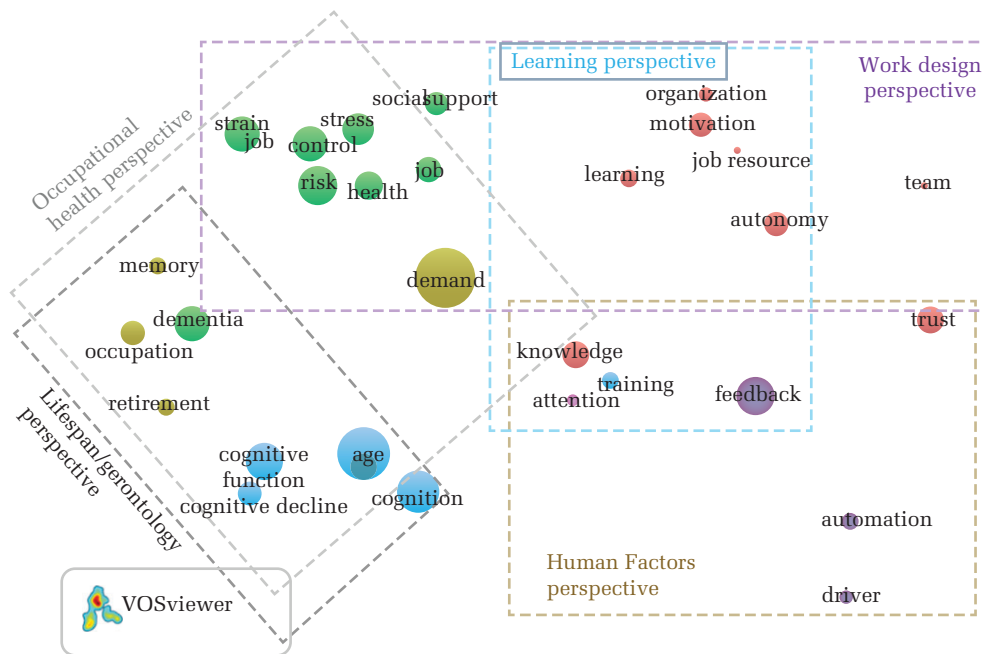 Learning perspective
Work design
perspective
Occupational
health perspective
social support
organization
strain
job
stress
control
motivation
job resource
risk
health
job
learning
team
autonomy
memory
demand
dementia
occupation
trust
knowledge
training
attention
feedback
retirement
Lifespan/gerontology
perspective
cognitive
function
age
cognitive decline
cognition
automation
Human Factors
perspective
driver
VOSviewer